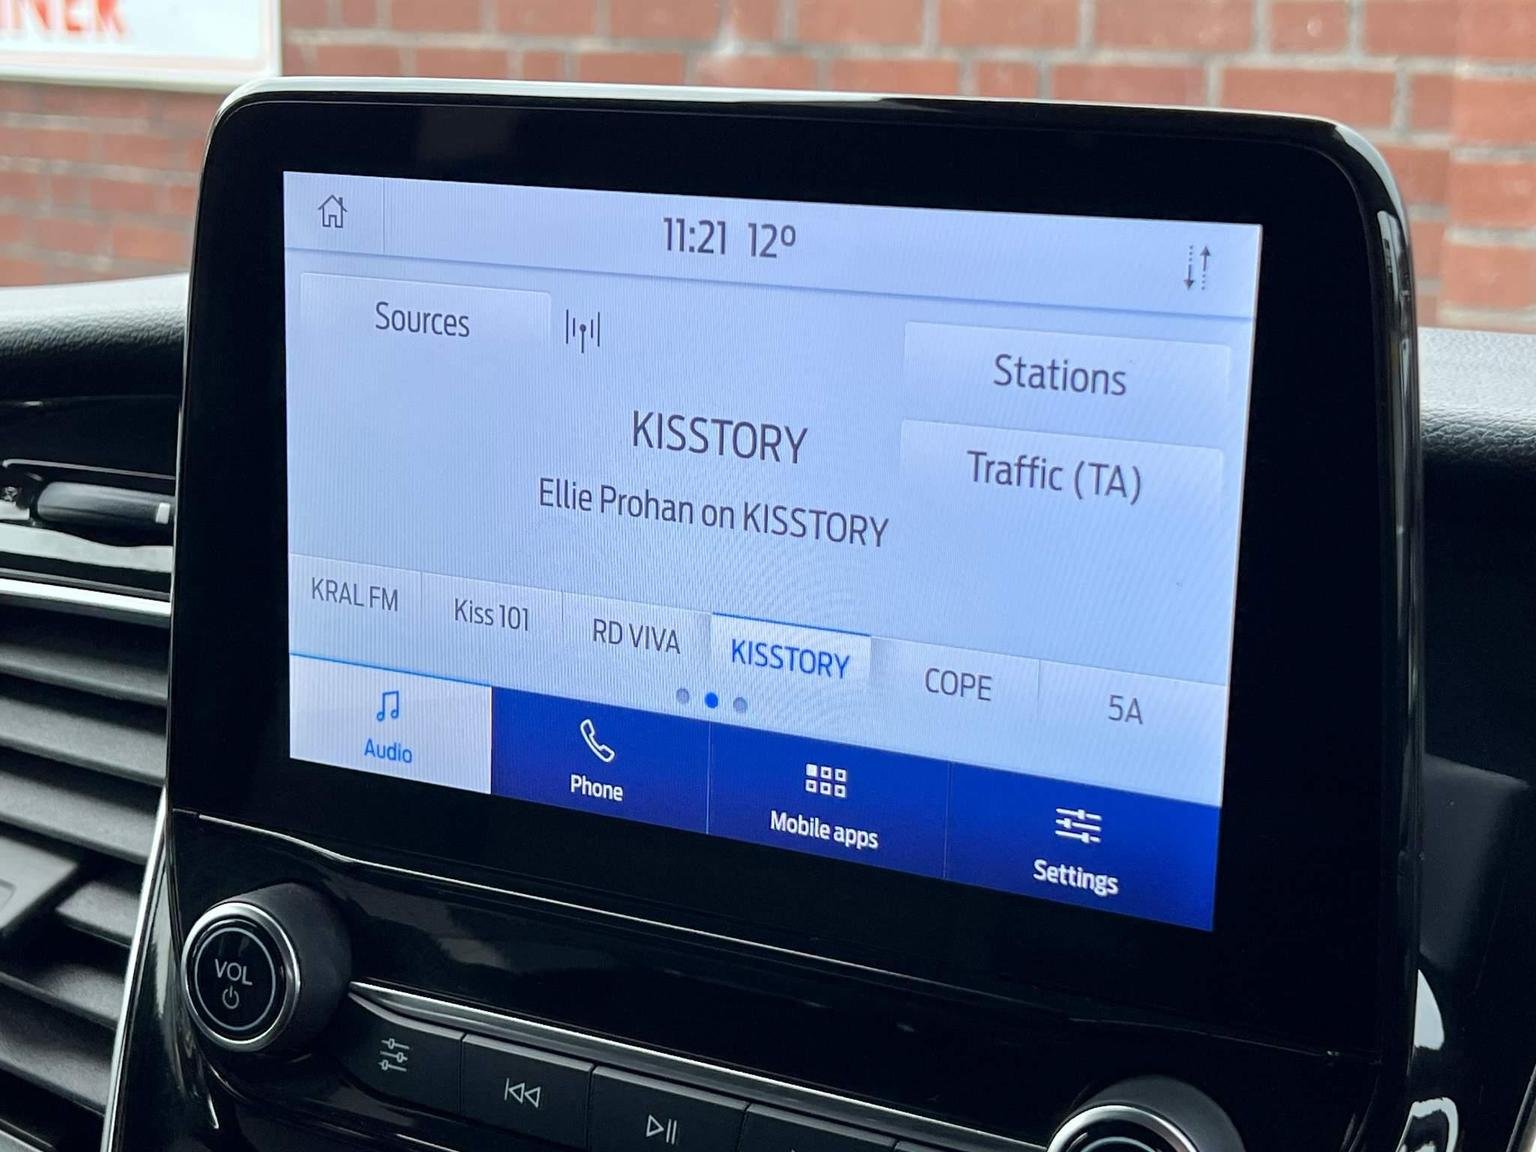 11:21 12°
Sources
Stations
KISSTORY
Traffic (TA)
Ellie Prohan on KISSTORY
KRAL FM
Kiss 101
RD VIVA
KISSTORY
COPE
5A
Audio
Phone
Mobile apps
Settings
VOL